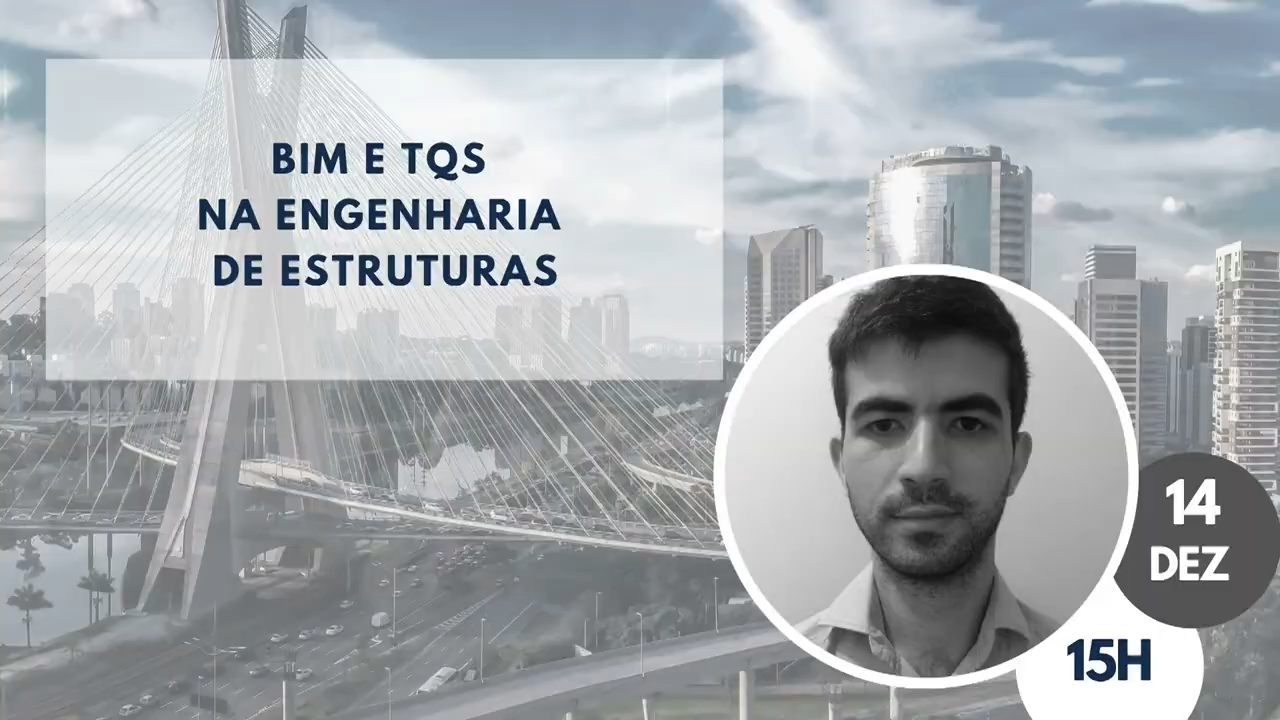 BIM E TQS
NA ENGENHARIA
DE ESTRUTURAS
14
DEZ
15H